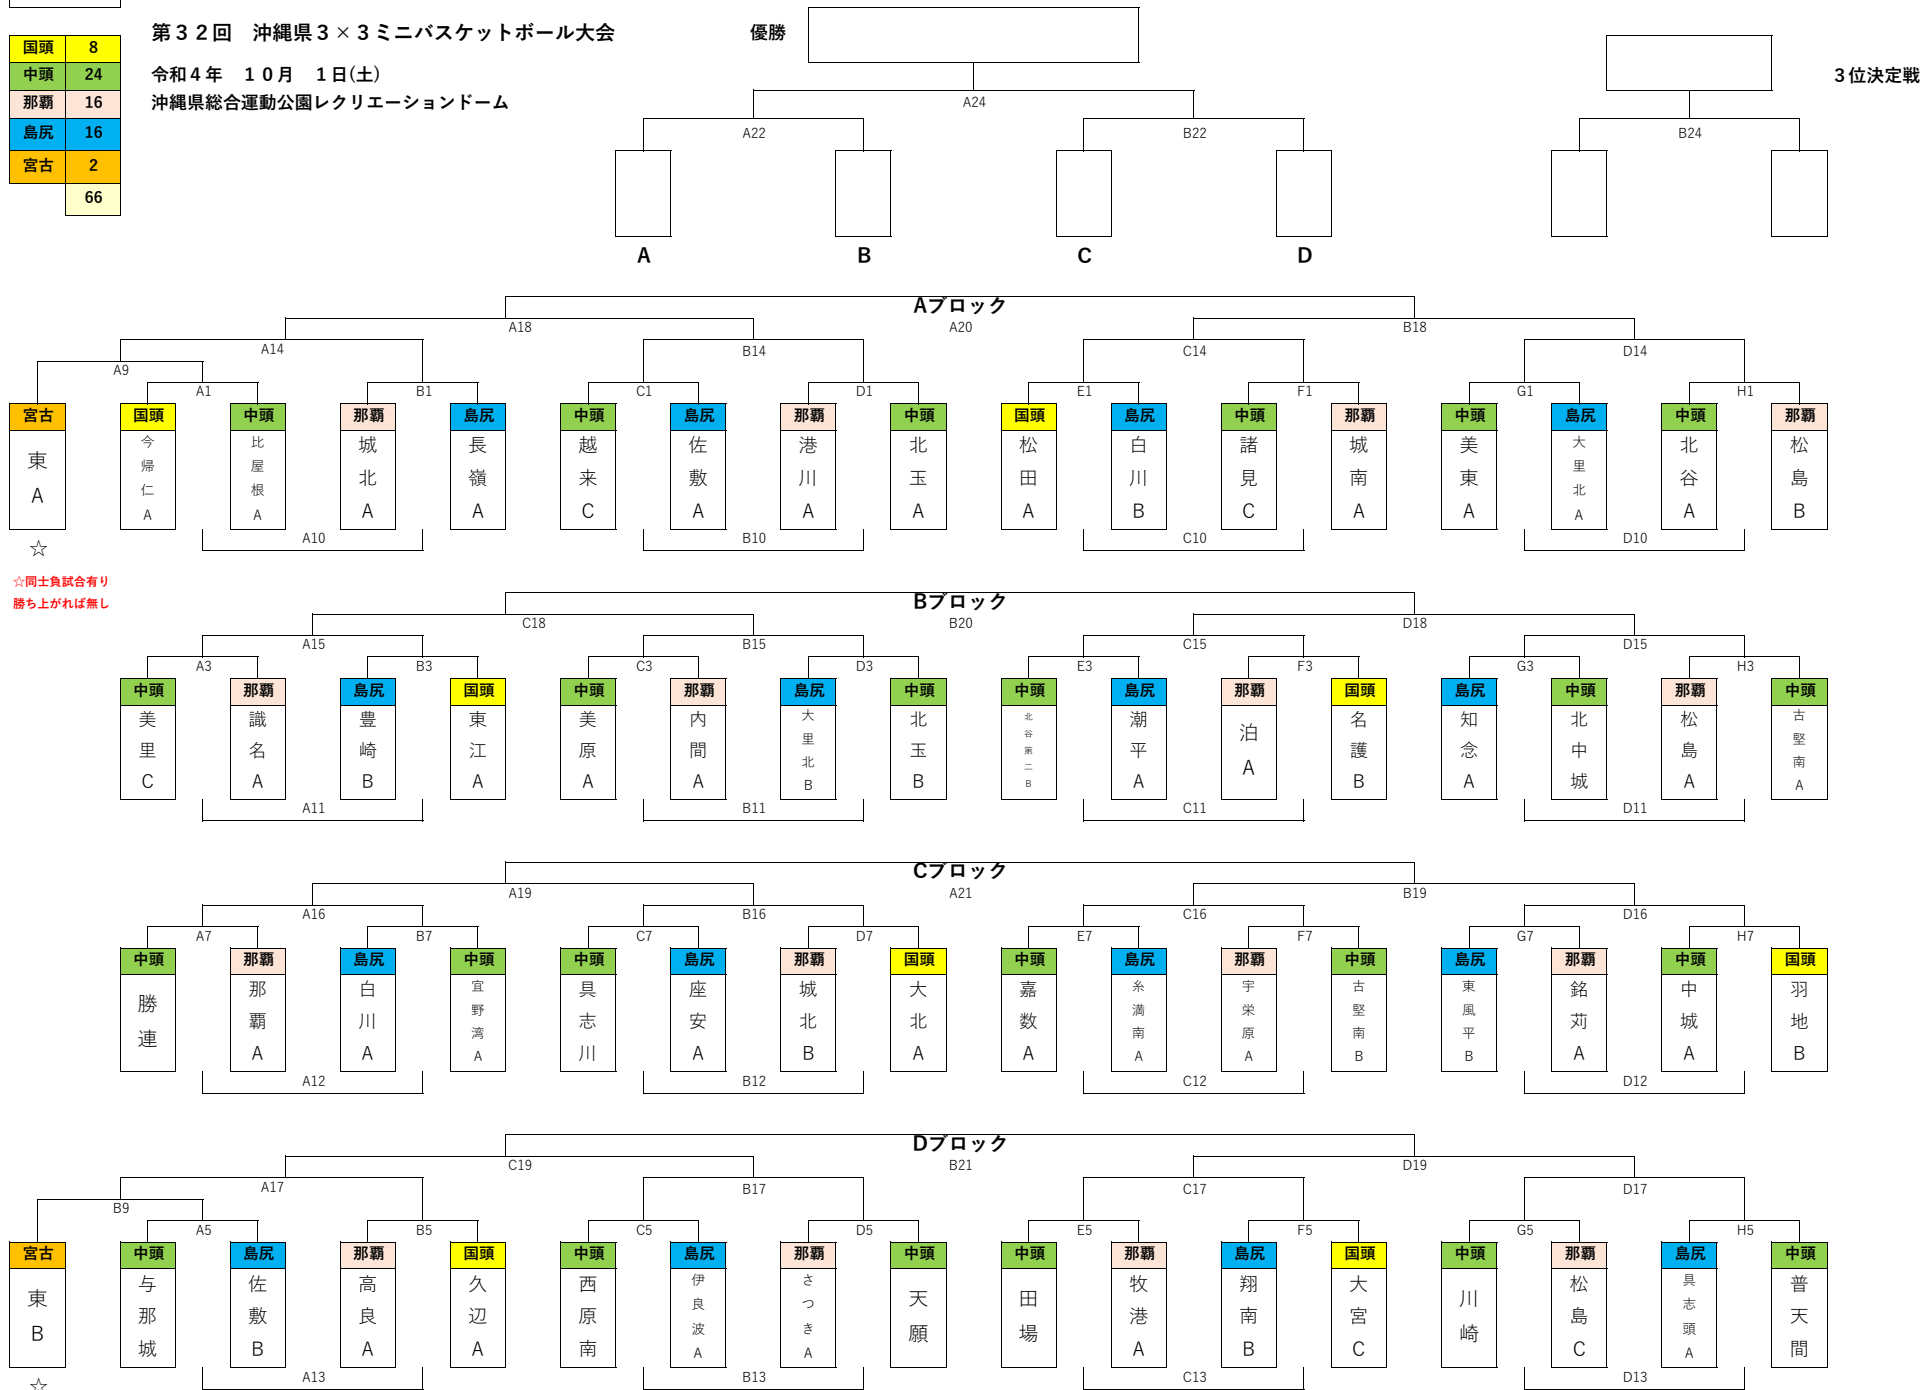 第３２回　沖縄県３×３ミニバスケットボール大会
令和４年　１０月　１日(土)
沖縄県総合運動公園レクリエーションドーム
国頭 8
中頭 24
那覇 16
島尻 16
宮古 2
66
優勝
３位決定戦
A24
A22 B22 B24
A B C D
Aブロック
A18 A20 B18
A14 B14 C14 D14
A9
A1 B1 C1 D1 E1 F1 G1 H1
宮古 国頭 中頭 那覇 島尻 中頭 島尻 那覇 中頭 国頭 島尻 中頭 那覇 中頭 島尻 中頭 那覇
東A 今帰仁A 比屋根A 城北A 長嶺A 越来C 佐敷A 港川A 北玉A 松田A 白川B 諸見C 城南A 美東A 大里北A 北谷A 松島B
A10 B10 C10 D10
☆
☆同士負試合有り
勝ち上がれば無し
Bブロック
C18 B20 D18
A15 B15 C15 D15
A3 B3 C3 D3 E3 F3 G3 H3
中頭 那覇 島尻 国頭 中頭 那覇 島尻 中頭 中頭 島尻 那覇 国頭 島尻 中頭 那覇 中頭
美里C 識名A 豊崎B 東江A 美原A 内間A 大里北B 北玉B 北谷第二B 潮平A 泊A 名護B 知念A 北中城 松島A 古堅南A
A11 B11 C11 D11
Cブロック
A19 A21 B19
A16 B16 C16 D16
A7 B7 C7 D7 E7 F7 G7 H7
中頭 那覇 島尻 中頭 中頭 島尻 那覇 国頭 中頭 島尻 那覇 中頭 島尻 那覇 中頭 国頭
勝連 那覇A 白川A 宜野湾A 具志川 座安A 城北B 大北A 嘉数A 糸満南A 宇栄原A 古堅南B 東風平B 銘苅A 中城A 羽地B
A12 B12 C12 D12
Dブロック
C19 B21 D19
A17 B17 C17 D17
B9
A5 B5 C5 D5 E5 F5 G5 H5
宮古 中頭 島尻 那覇 国頭 中頭 島尻 那覇 中頭 中頭 那覇 島尻 国頭 中頭 那覇 島尻 中頭
東B 与那城 佐敷B 高良A 久辺A 西原南 伊良波A さつきA 天願 田場 牧港A 翔南B 大宮C 川崎 松島C 具志頭A 普天間
A13 B13 C13 D13
☆